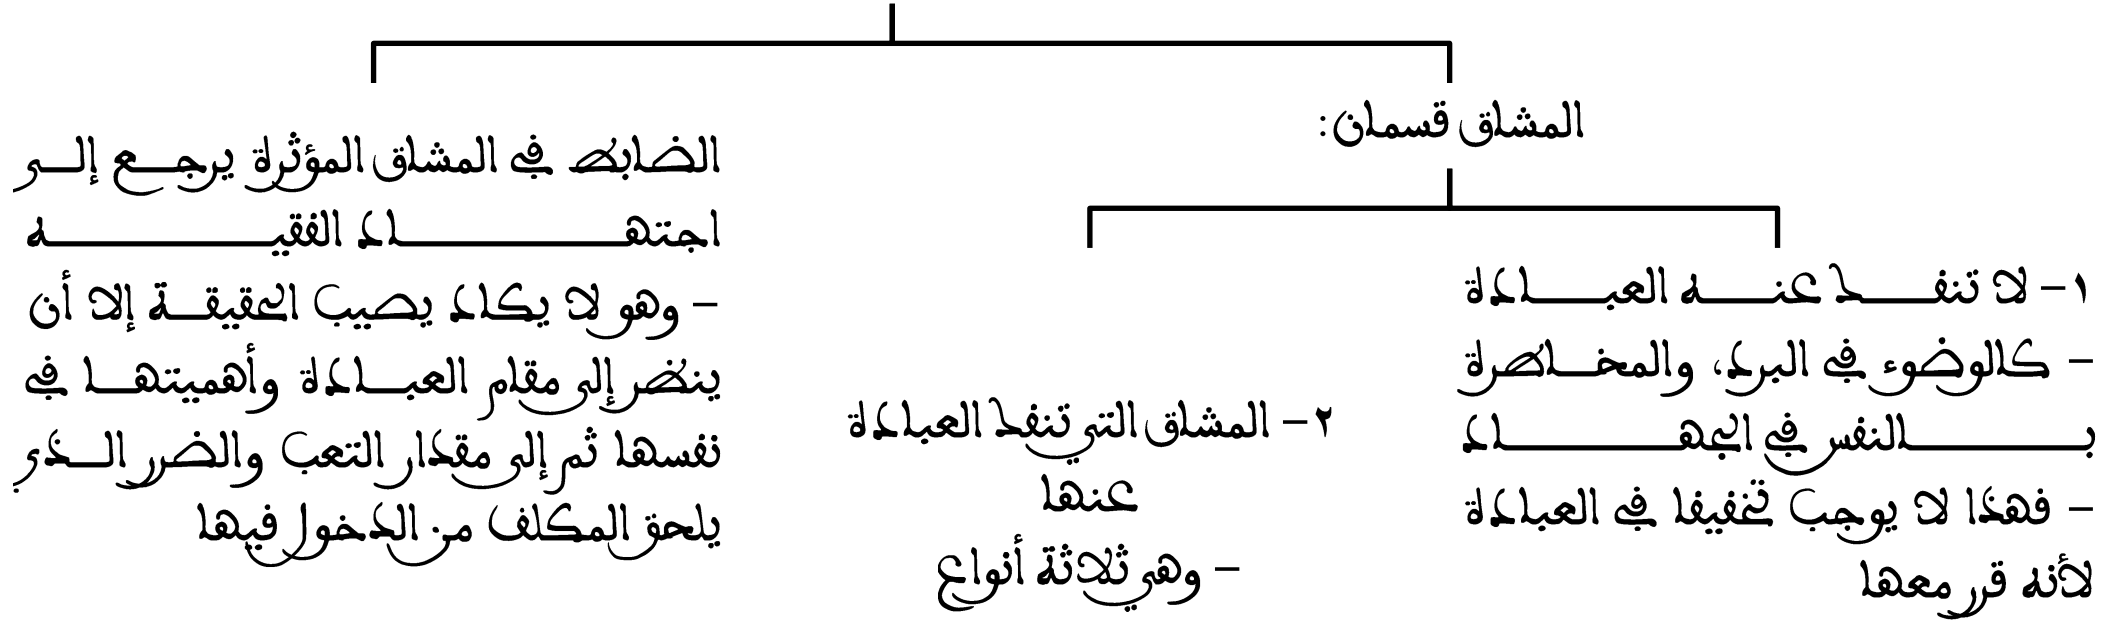 المشاق قسمان:
١- لا تنفك عنه العبادة
- كالوضوء في البرد، والمخاطرة
بالنفس في الجهاد
- فهذا لا يوجب تخفيفا في العبادة
لأنه قرر معها
٢- المشاق التي تنفك العبادة
عنها
- وهي ثلاثة أنواع
الضابط في المشاق المؤثرة يرجع إلى
اجتهاد الفقيه
- وهو لا يكاد يصيب الحقيقة إلا أن
ينظر إلى مقام العبادة وأهميتها في
نفسها ثم إلى مقدار التعب والضرر الذي
يلحق المكلف من الدخول فيها